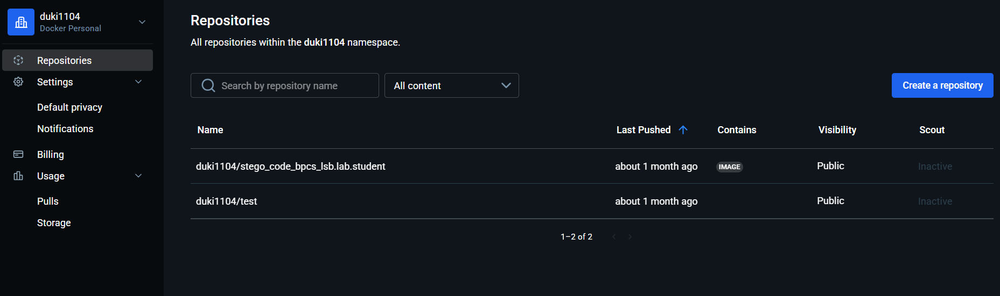 duki1104
Docker Personal
Repositories
Settings
Default privacy
Notifications
Billing
Usage
Pulls
Storage
Repositories
All repositories within the duki1104 namespace.
Search by repository name
All content
Create a repository
Name Last Pushed Contains Visibility Scout
duki1104/stego_code_bpcs_lsb.lab.student about 1 month ago IMAGE Public Inactive
duki1104/test about 1 month ago Public Inactive
1–2 of 2